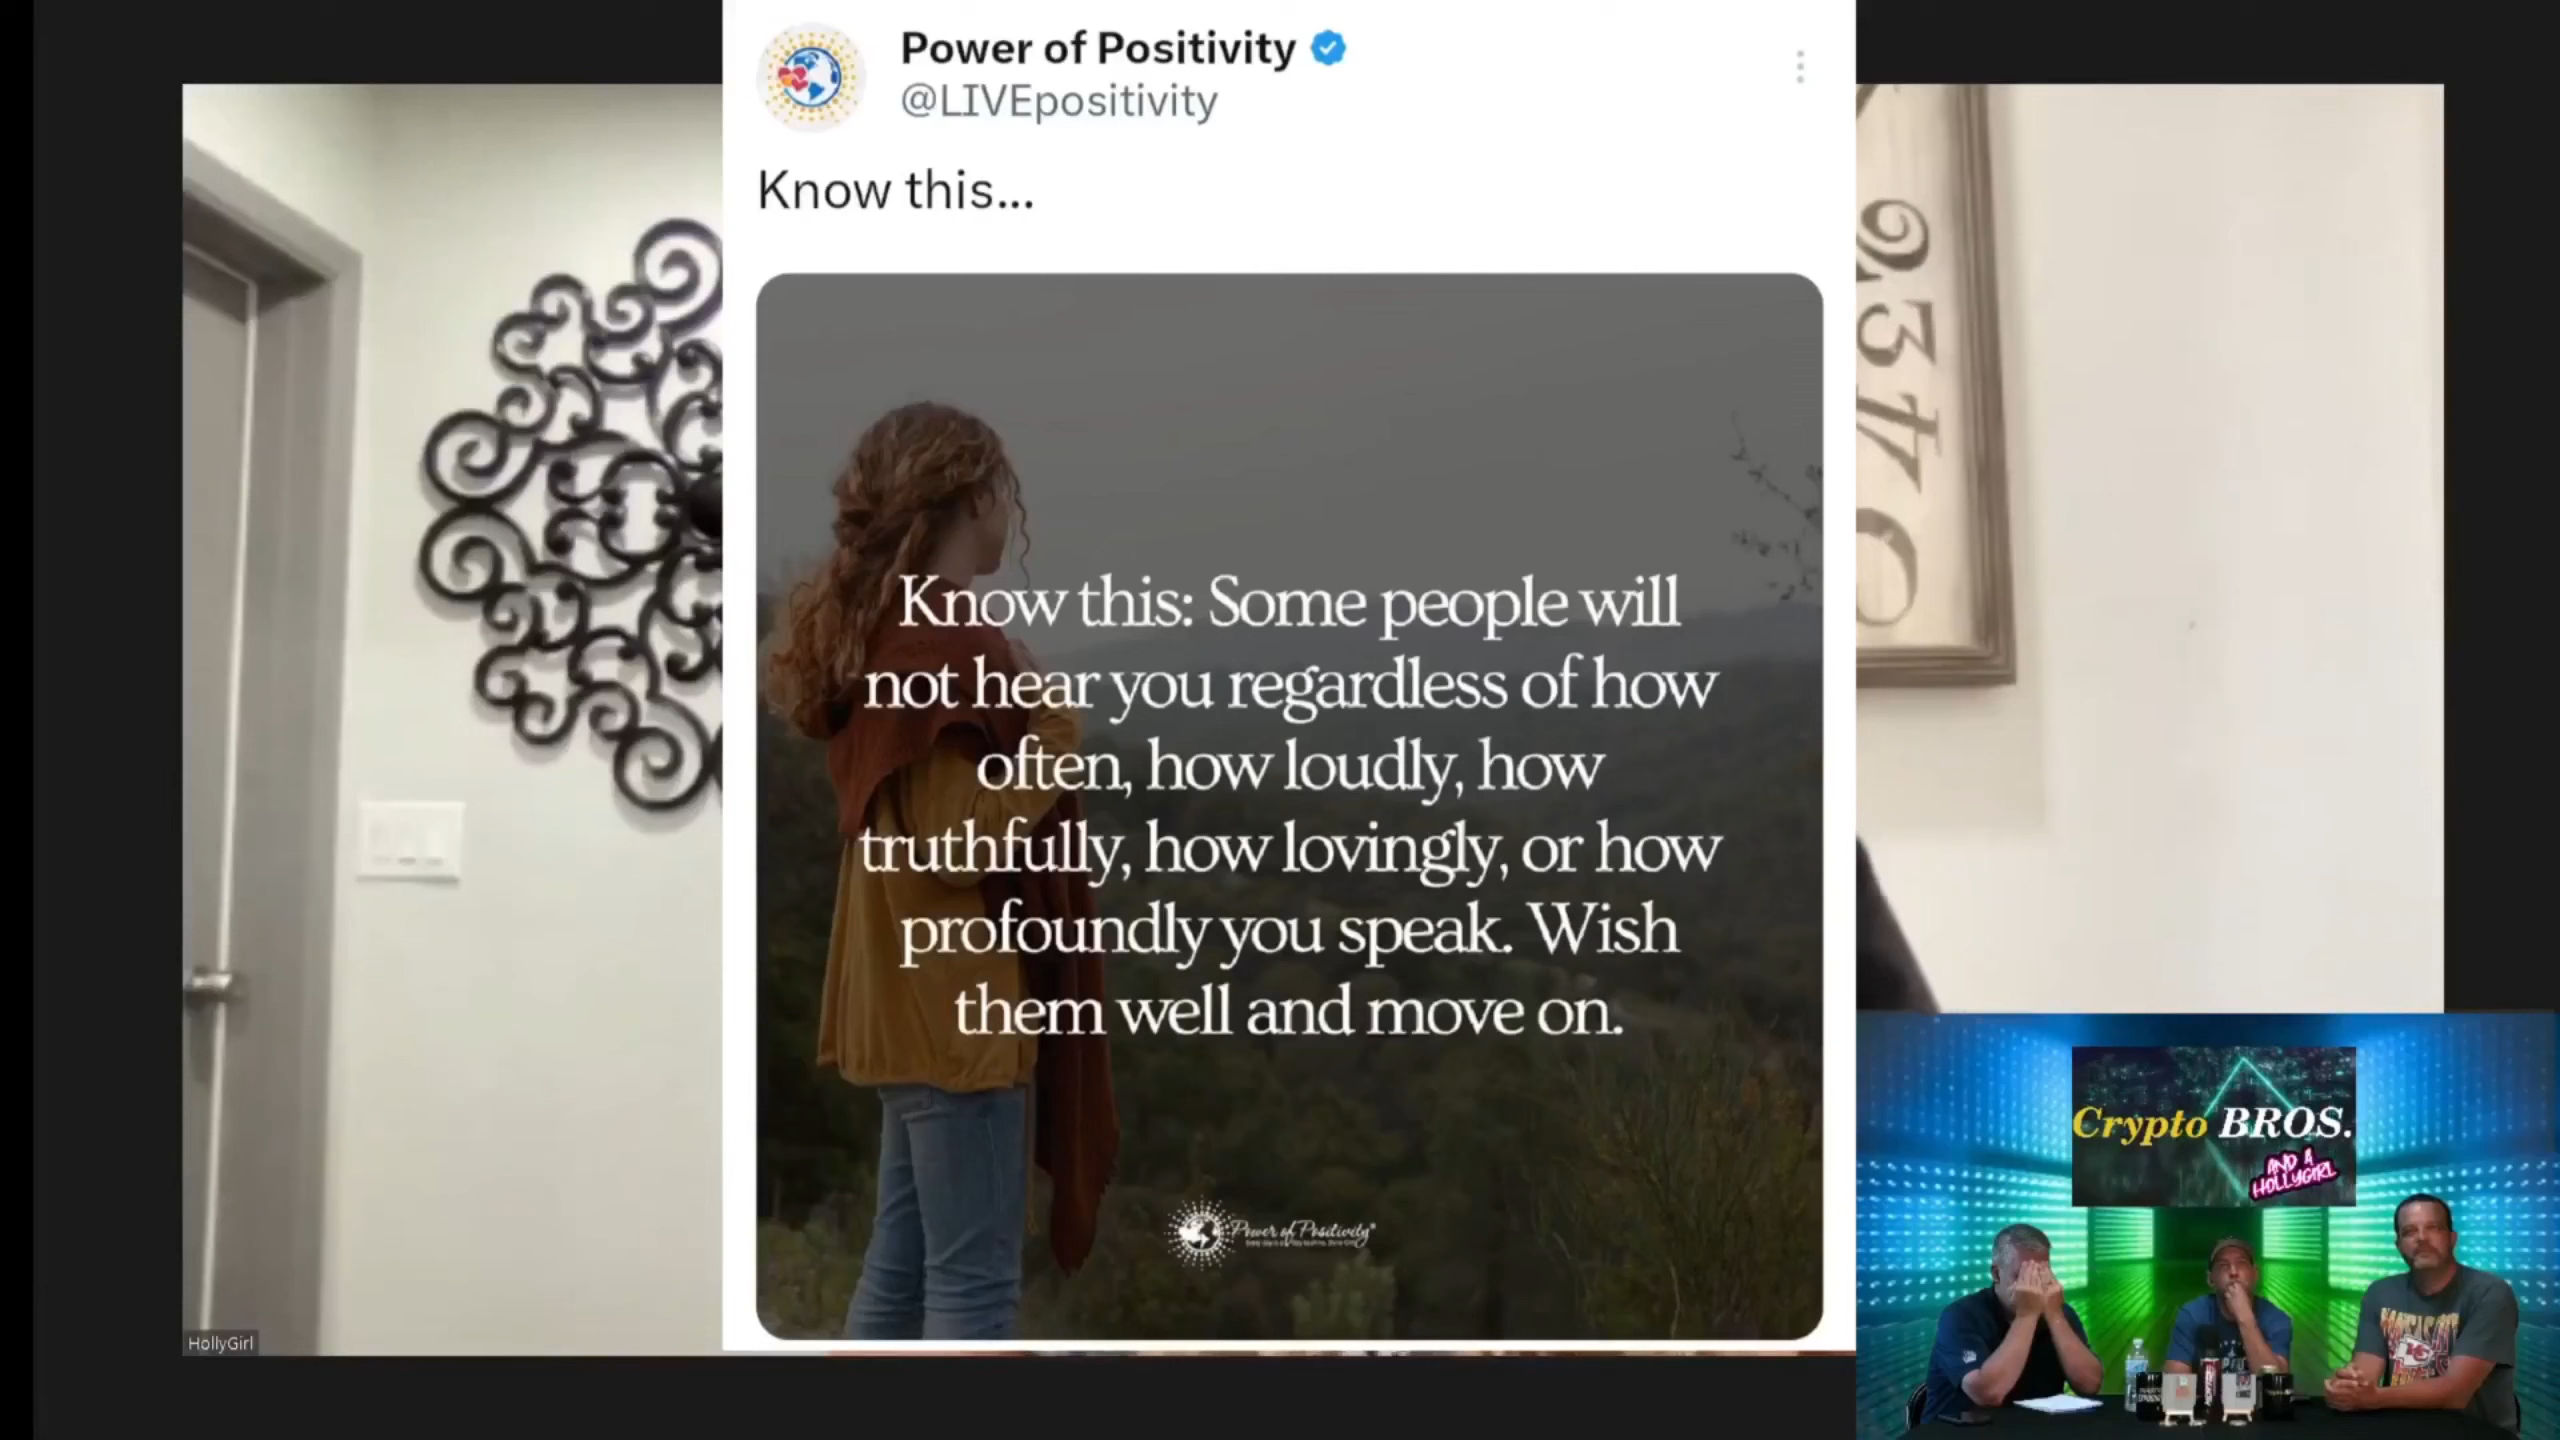 Power of Positivity
@LIVEpositivity
Know this...
Know this: Some people will
not hear you regardless of how
often, how loudly, how
truthfully, how lovingly, or how
profoundly you speak. Wish
them well and move on.
Power of Positivity
2346
HollyGirl
Crypto BROS.
AND A
HOLLYGIRL
KC